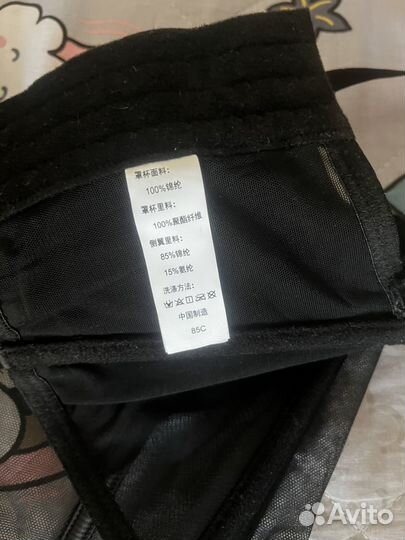 罩杯面料:
100%锦纶
罩杯里料:
100%聚酯纤维
侧翼里料:
85%锦纶
15%氨纶
洗涤方法:
中国制造
85C
Avito